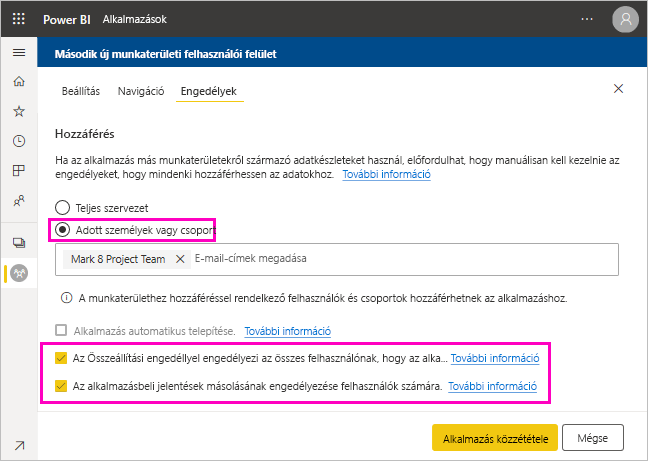 Power BI Alkalmazások ...
Második új munkaterületi felhasználói felület
Beállítás Navigáció Engedélyek
Hozzáférés
Ha az alkalmazás más munkaterületekről származó adatkészleteket használ, előfordulhat, hogy manuálisan kell kezelnie az
engedélyeket, hogy mindenki hozzáférhessen az adatokhoz. További információ
Teljes szervezet
Adott személyek vagy csoport
Mark 8 Project Team E-mail-címek megadása
A munkaterülethez hozzáféréssel rendelkező felhasználók és csoportok hozzáférhetnek az alkalmazáshoz.
Alkalmazás automatikus telepítése. További információ
Az Összeállítási engedéllyel engedélyezi az összes felhasználónak, hogy az alka... További információ
Az alkalmazásbeli jelentések másolásának engedélyezése felhasználók számára. További információ
Alkalmazás közzététele Mégse